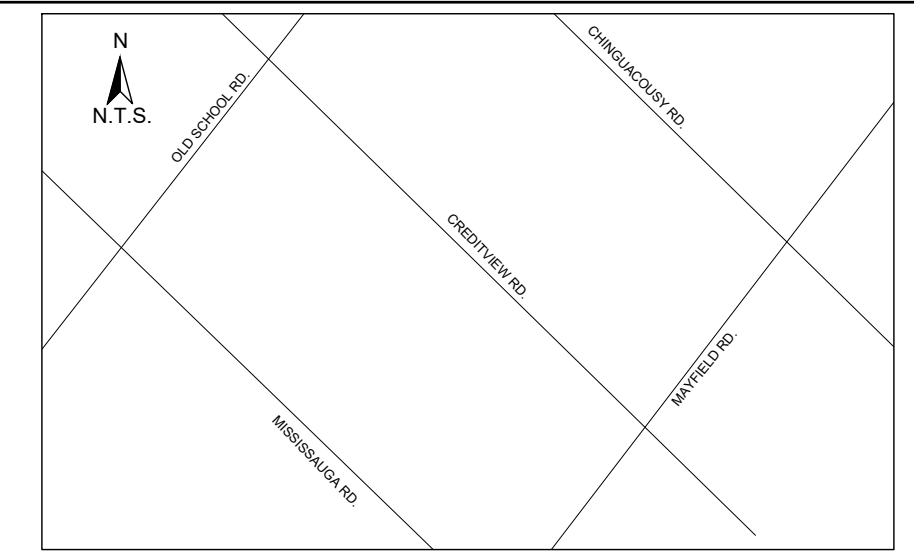 N
N.T.S.
OLD SCHOOL RD.
CHINGUACOUSY RD.
CREDITVIEW RD.
MAYFIELD RD.
MISSISSAUGA RD.